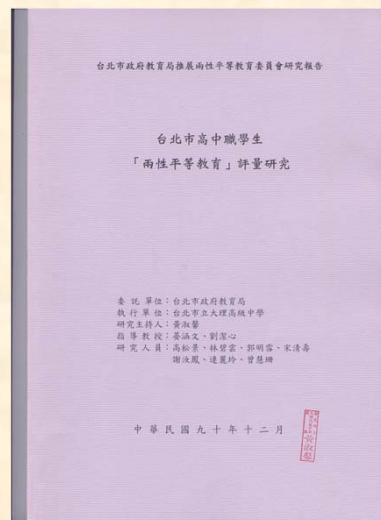 台北市政府教育局推展兩性平等教育委員會研究報告
台北市高中職學生
「兩性平等教育」評量研究
委託單位：台北市政府教育局
執行單位：台北市立大理高級中學
研究主持人：黃淑馨
指導教授：晏涵文、劉潔心
研究人員：高松景、林碧雲、郭明雪、宋清壽
謝汝鳳、連麗玲、曾慧珊
中華民國九十年十二月
黃淑馨